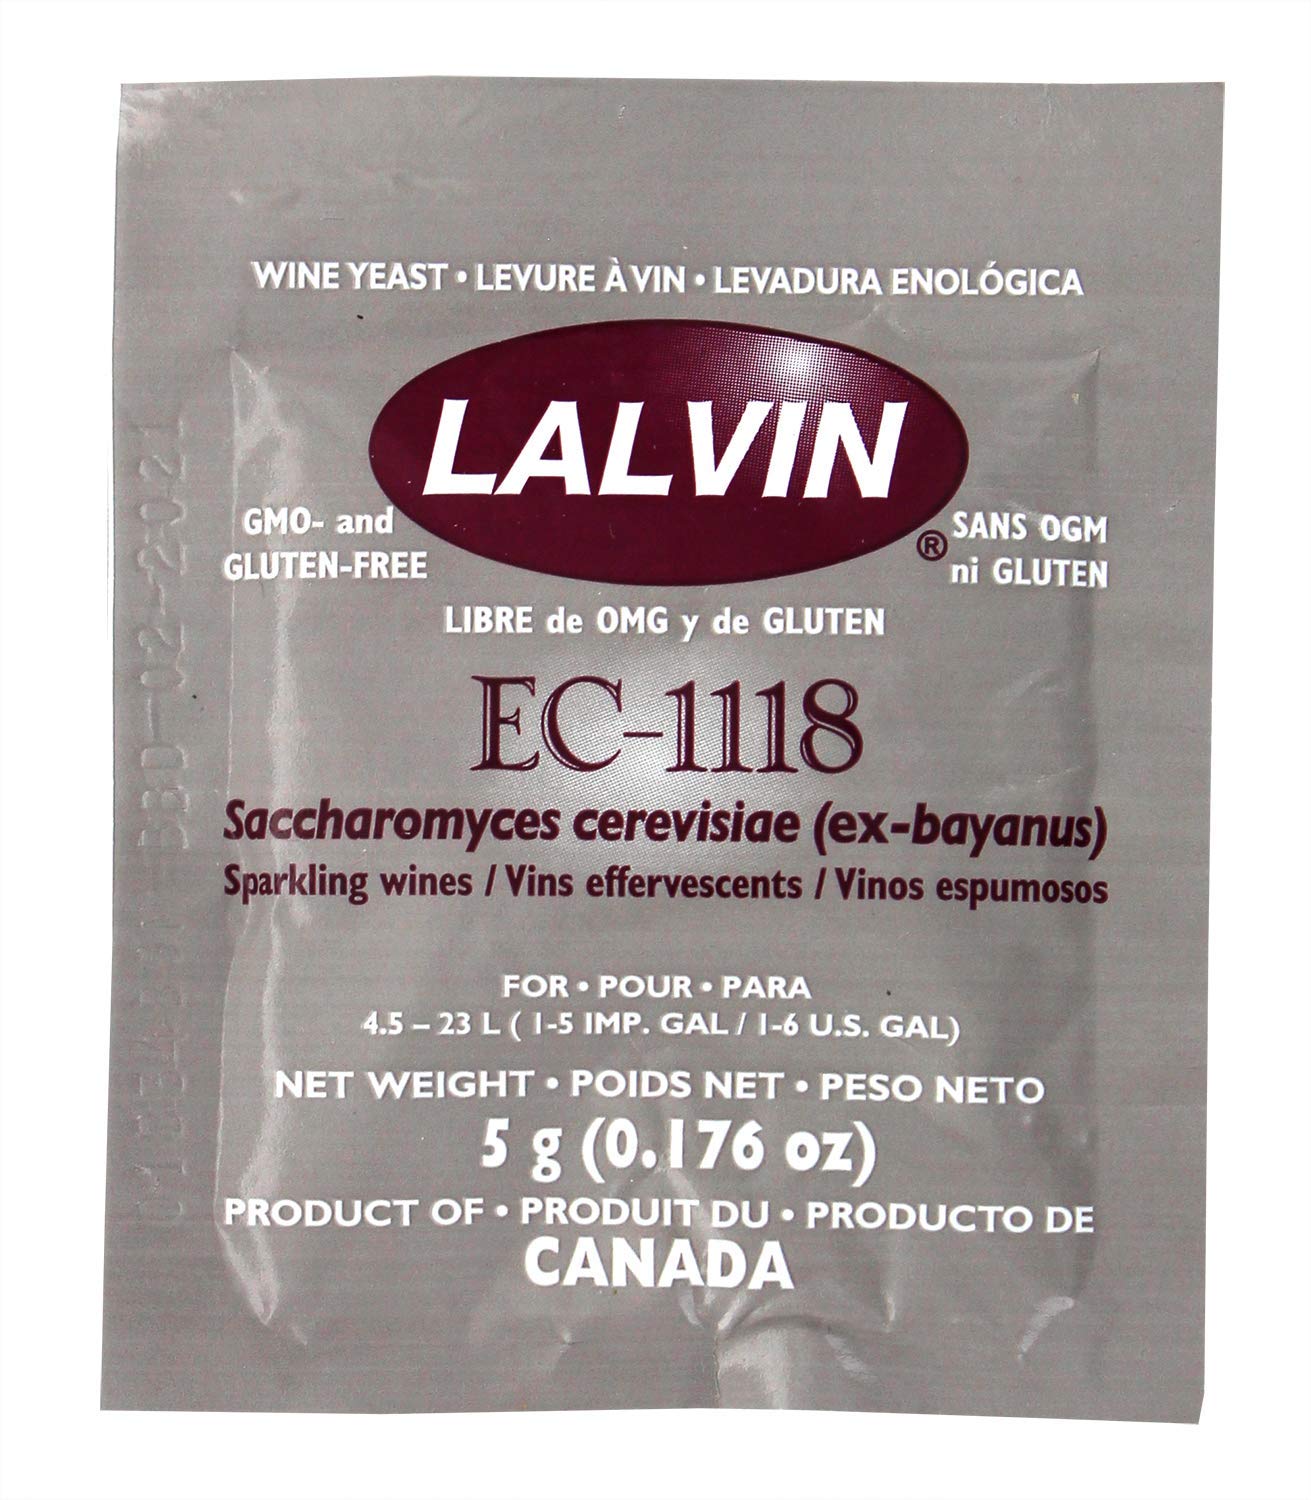 WINE YEAST • LEVURE À VIN • LEVADURA ENOLÓGICA
LALVIN
®
GMO- and
GLUTEN-FREE
SANS OGM
ni GLUTEN
LIBRE de OMG y de GLUTEN
EC-1118
Saccharomyces cerevisiae (ex-bayanus)
Sparkling wines / Vins effervescents / Vinos espumosos
FOR • POUR • PARA
4.5 – 23 L ( 1-5 IMP. GAL / 1-6 U.S. GAL)
NET WEIGHT • POIDS NET • PESO NETO
5 g (0.176 oz)
PRODUCT OF • PRODUIT DU • PRODUCTO DE
CANADA
BBD-02-2021